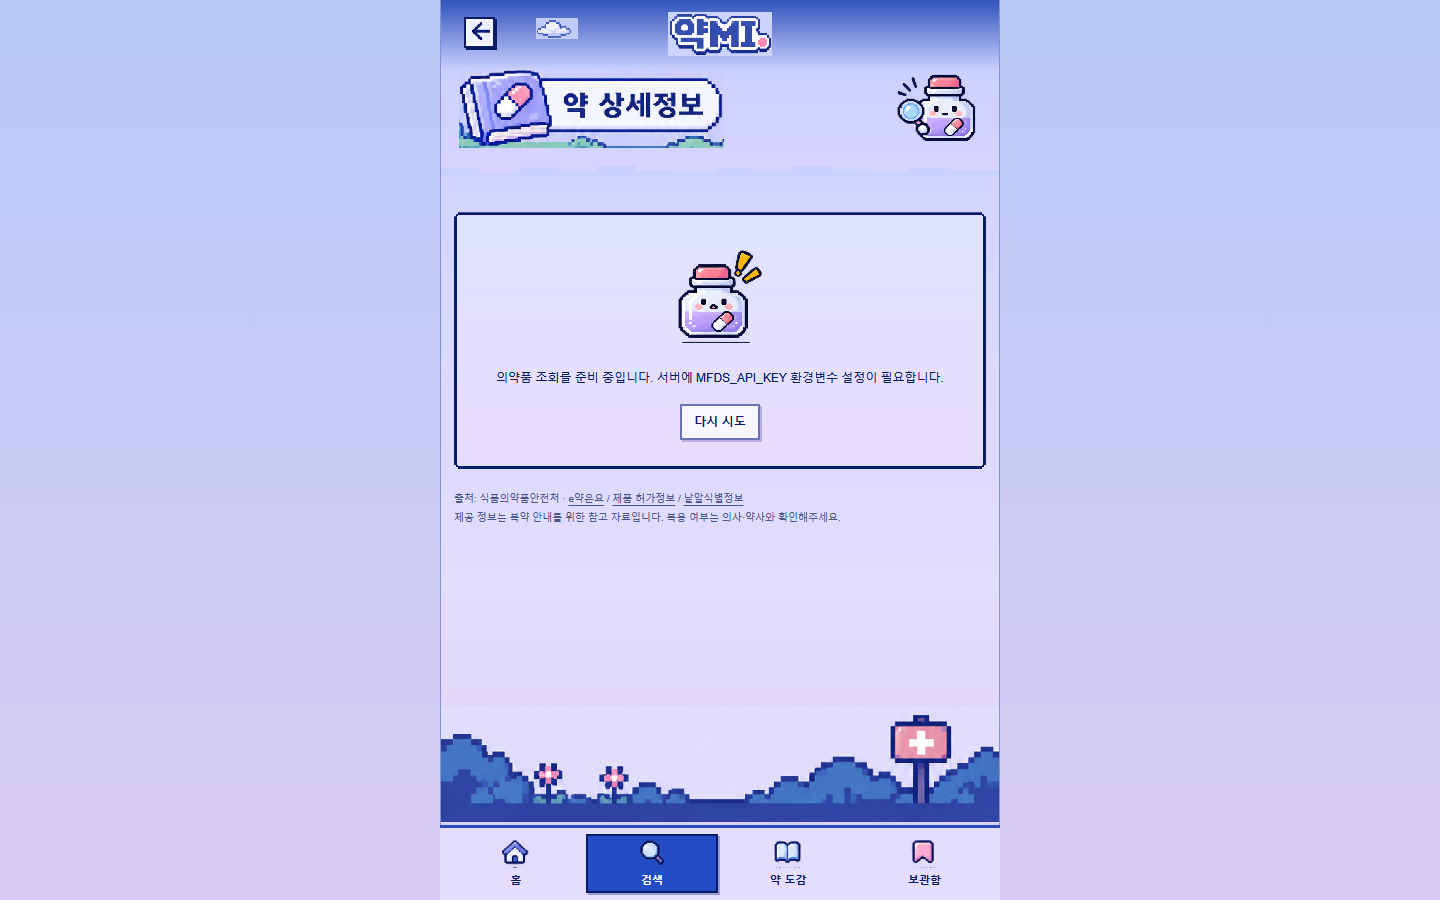 약MI.
약 상세정보
의약품 조회를 준비 중입니다. 서버에 MFDS_API_KEY 환경변수 설정이 필요합니다.
다시 시도
출처: 식품의약품안전처 · e약은요 / 제품 허가정보 / 낱알식별정보
제공 정보는 복약 안내를 위한 참고 자료입니다. 복용 여부는 의사·약사와 확인해주세요.
홈
검색
약 도감
보관함